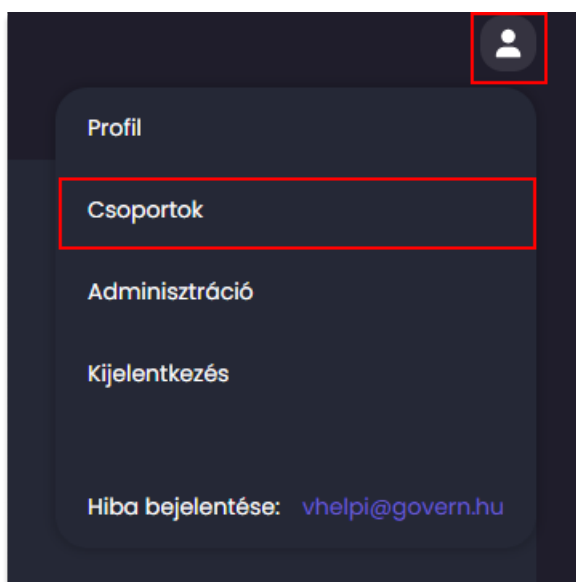 Profil
Csoportok
Adminisztráció
Kijelentkezés
Hiba bejelentése: vhelpi@govern.hu